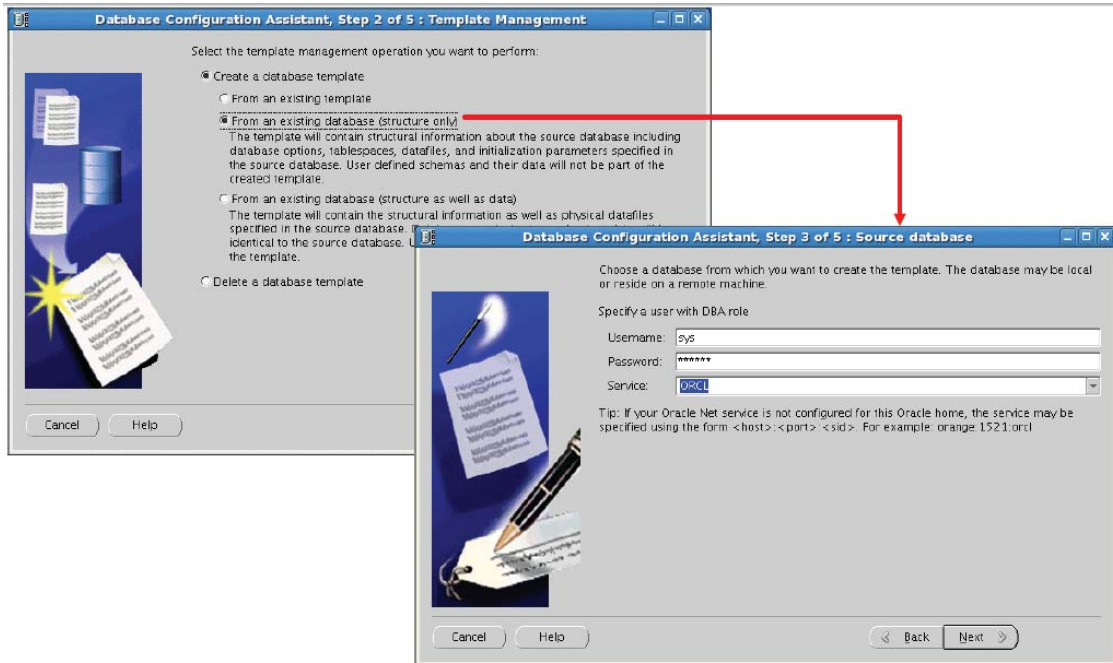 Database Configuration Assistant, Step 2 of 5 : Template Management
Select the template management operation you want to perform:
Create a database template
From an existing template
From an existing database (structure only)
The template will contain structural information about the source database including
database options, tablespaces, datafiles, and initialization parameters specified in
the source database. User defined schemas and their data will not be part of the
created template.
From an existing database (structure as well as data)
The template will contain the structural information as well as physical datafiles
specified in the source database.
identical to the source database.
the template.
Delete a database template
Cancel Help
Database Configuration Assistant, Step 3 of 5 : Source database
Choose a database from which you want to create the template. The database may be local
or reside on a remote machine.
Specify a user with DBA role
Username: sys
Password: ******
Service: ORCL
Tip: If your Oracle Net service is not configured for this Oracle home, the service may be
specified using the form <host>:<port>:<sid>. For example: orange:1521:orcl
Cancel Help Back Next